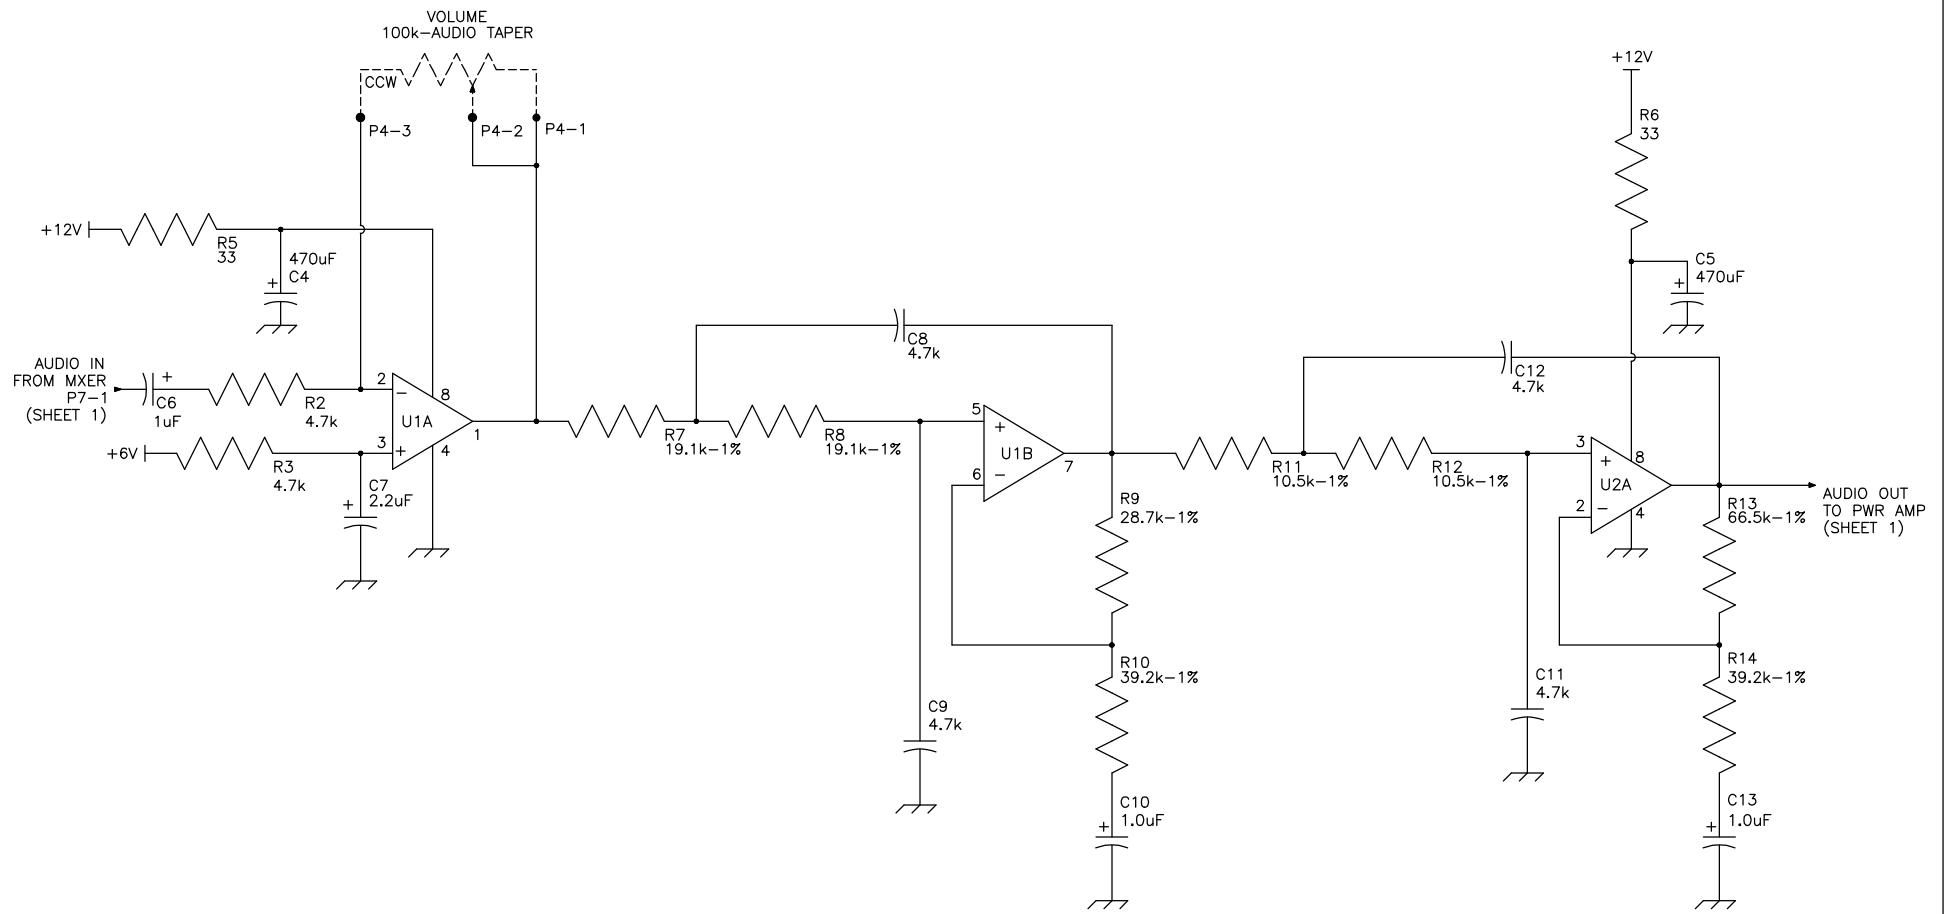 VOLUME
100k-AUDIO TAPER
CCW
P4-3
P4-2
P4-1
+12V
R5
33
470uF
C4
+
AUDIO IN
FROM MXER
P7-1
(SHEET 1)
+
C6
1uF
R2
4.7k
2
-
8
U1A
1
3
+
4
+6V
R3
4.7k
C7
2.2uF
+
R7
19.1k-1%
R8
19.1k-1%
C8
4.7k
5
+
U1B
7
6
-
R9
28.7k-1%
R10
39.2k-1%
C9
4.7k
C10
1.0uF
+
R11
10.5k-1%
R12
10.5k-1%
C12
4.7k
+12V
R6
33
C5
470uF
+
3
+
8
U2A
2
-
4
R13
66.5k-1%
AUDIO OUT
TO PWR AMP
(SHEET 1)
R14
39.2k-1%
C11
4.7k
C13
1.0uF
+